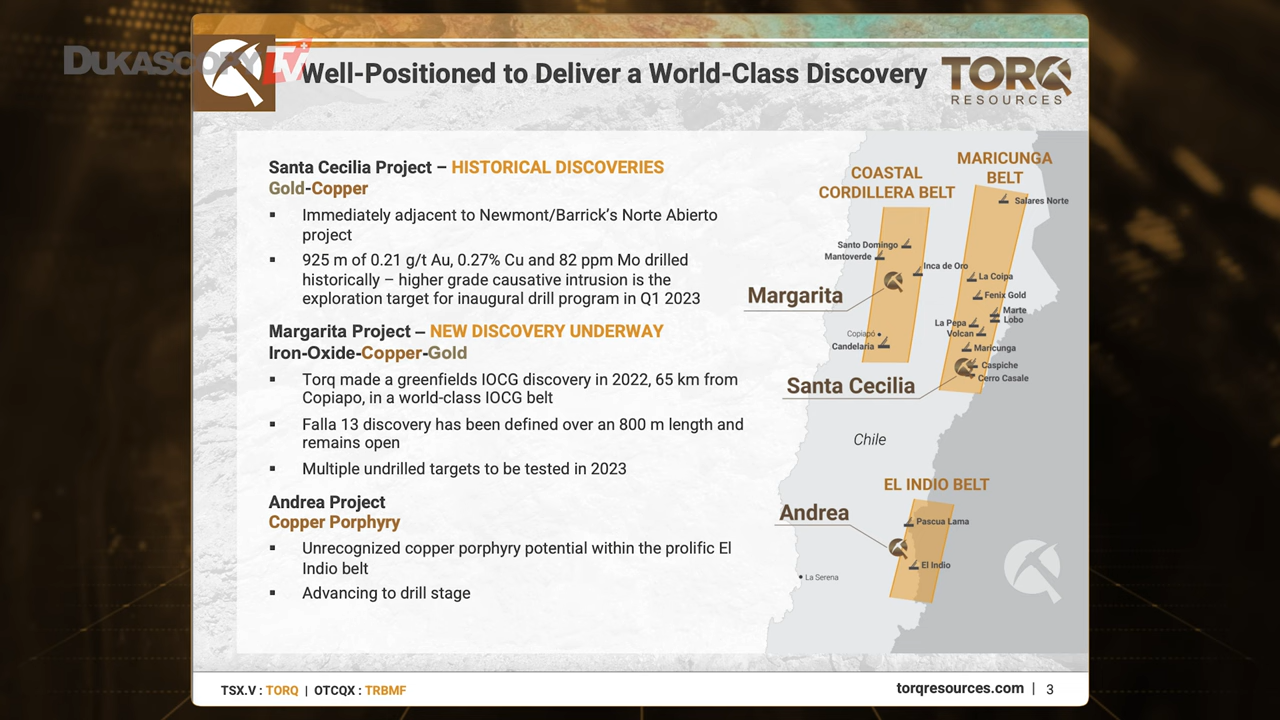 DUKASCOPY TV+
Well-Positioned to Deliver a World-Class Discovery
TORQ
RESOURCES
Santa Cecilia Project – HISTORICAL DISCOVERIES
Gold-Copper
▪ Immediately adjacent to Newmont/Barrick's Norte Abierto
project
▪ 925 m of 0.21 g/t Au, 0.27% Cu and 82 ppm Mo drilled
historically – higher grade causative intrusion is the
exploration target for inaugural drill program in Q1 2023
Margarita Project – NEW DISCOVERY UNDERWAY
Iron-Oxide-Copper-Gold
▪ Torq made a greenfields IOCG discovery in 2022, 65 km from
Copiapo, in a world-class IOCG belt
▪ Falla 13 discovery has been defined over an 800 m length and
remains open
▪ Multiple undrilled targets to be tested in 2023
Andrea Project
Copper Porphyry
▪ Unrecognized copper porphyry potential within the prolific El
Indio belt
▪ Advancing to drill stage
COASTAL
CORDILLERA BELT
MARICUNGA
BELT
Salares Norte
Santo Domingo
Mantoverde
Inca de Oro
La Coipa
Margarita
Fenix Gold
Marte
Lobo
La Pepa
Volcan
Copiapó
Candelaria
Maricunga
Caspiche
Cerro Casale
Santa Cecilia
Chile
EL INDIO BELT
Andrea
Pascua Lama
El Indio
La Serena
TSX.V : TORQ | OTCQX : TRBMF
torqresources.com | 3